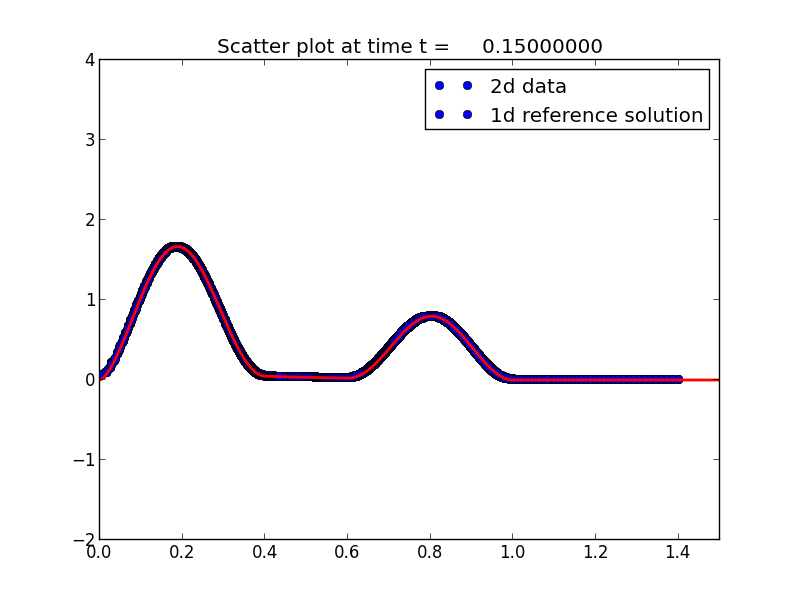 Scatter plot at time t =     0.15000000
4
2d data
1d reference solution
3
2
1
0
−1
−2
0.0 0.2 0.4 0.6 0.8 1.0 1.2 1.4